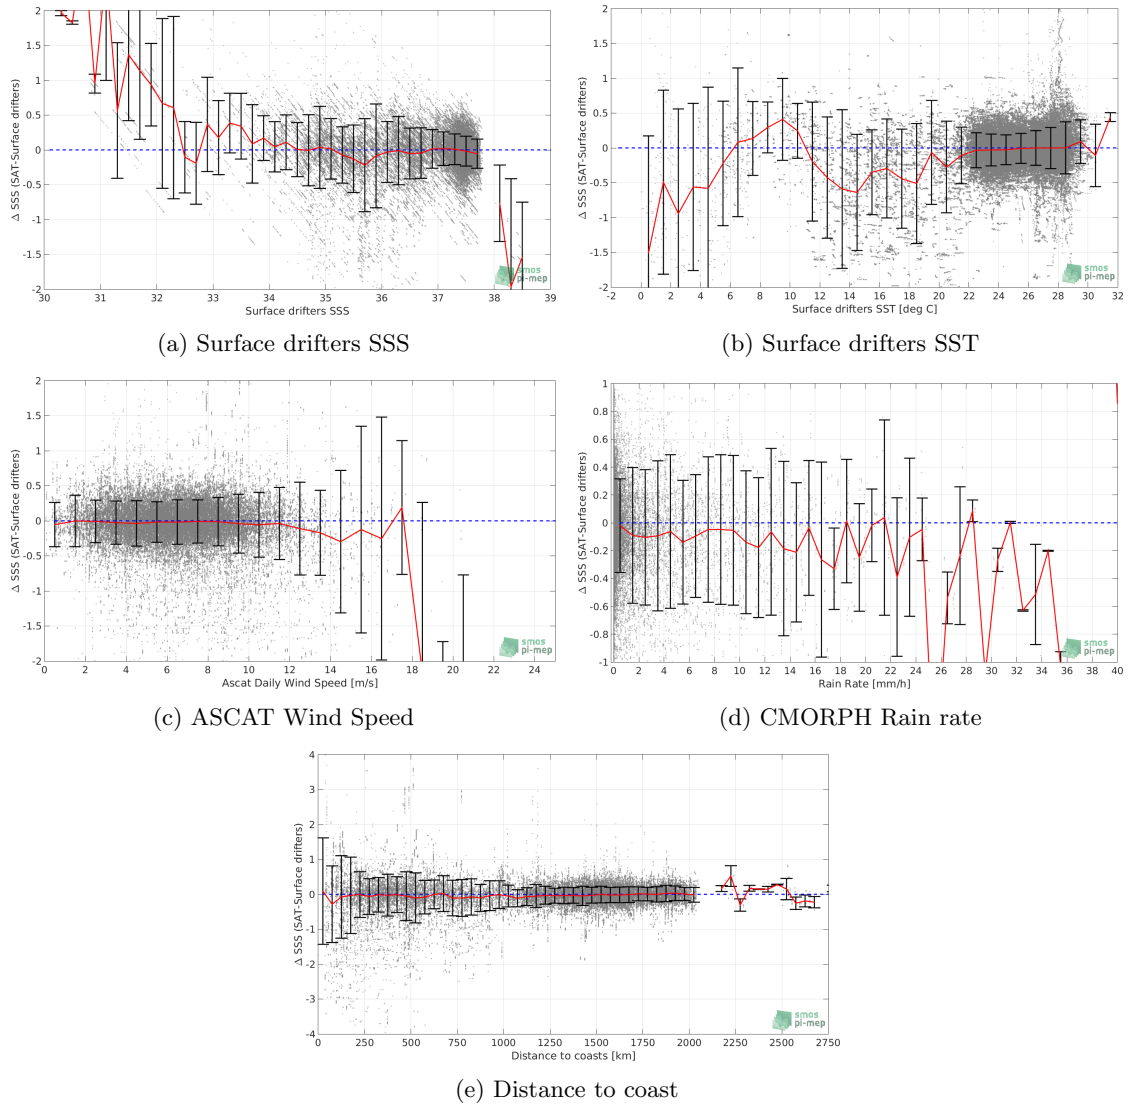 Δ SSS (SAT-Surface drifters)
2
1.5
1
0.5
0
-0.5
-1
-1.5
-2
30 31 32 33 34 35 36 37 38 39
Surface drifters SSS
smos
pi-mep
(a) Surface drifters SSS
Δ SSS (SAT-Surface drifters)
2
1.5
1
0.5
0
-0.5
-1
-1.5
-2
-2 0 2 4 6 8 10 12 14 16 18 20 22 24 26 28 30 32
Surface drifters SST [deg C]
smos
pi-mep
(b) Surface drifters SST
Δ SSS (SAT-Surface drifters)
2
1.5
1
0.5
0
-0.5
-1
-1.5
-2
0 2 4 6 8 10 12 14 16 18 20 22 24
Ascat Daily Wind Speed [m/s]
smos
pi-mep
(c) ASCAT Wind Speed
Δ SSS (SAT-Surface drifters)
1
0.8
0.6
0.4
0.2
0
-0.2
-0.4
-0.6
-0.8
-1
0 2 4 6 8 10 12 14 16 18 20 22 24 26 28 30 32 34 36 38 40
Rain Rate [mm/h]
smos
pi-mep
(d) CMORPH Rain rate
Δ SSS (SAT-Surface drifters)
4
3
2
1
0
-1
-2
-3
-4
0 250 500 750 1000 1250 1500 1750 2000 2250 2500 2750
Distance to coasts [km]
smos
pi-mep
(e) Distance to coast